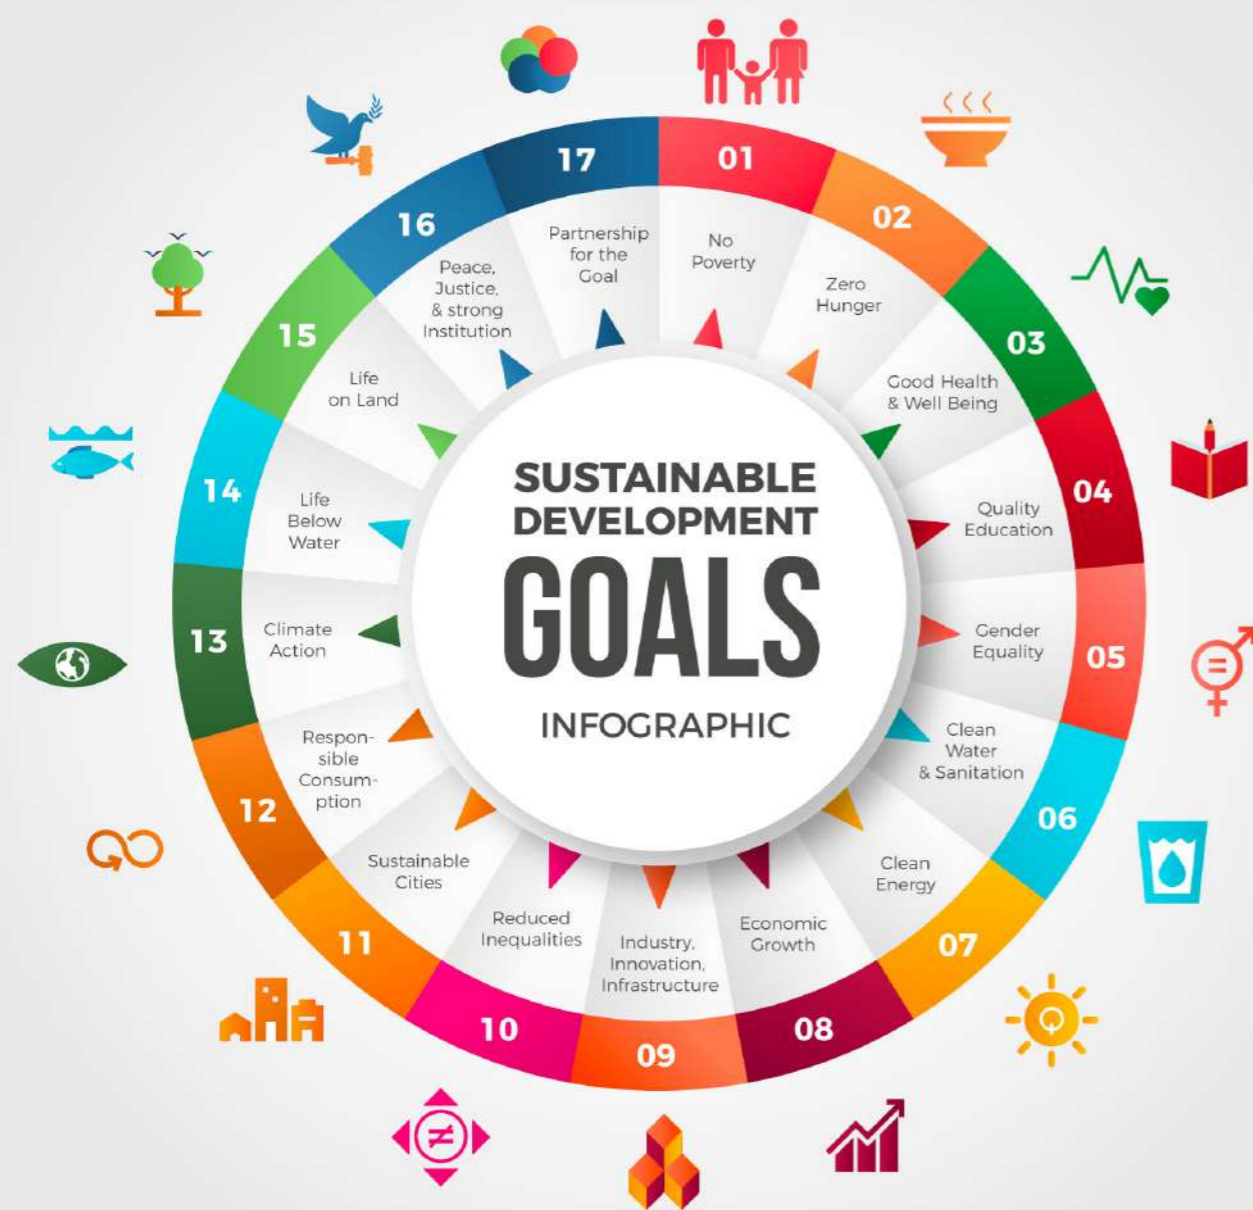 SUSTAINABLE
DEVELOPMENT
GOALS
INFOGRAPHIC
01
No
Poverty
02
Zero
Hunger
03
Good Health
& Well Being
04
Quality
Education
05
Gender
Equality
06
Clean
Water
& Sanitation
07
Clean
Energy
08
Economic
Growth
09
Industry,
Innovation,
Infrastructure
10
Reduced
Inequalities
11
Sustainable
Cities
12
Respon-
sible
Consum-
ption
13
Climate
Action
14
Life
Below
Water
15
Life
on Land
16
Peace,
Justice,
& strong
Institution
17
Partnership
for the
Goal